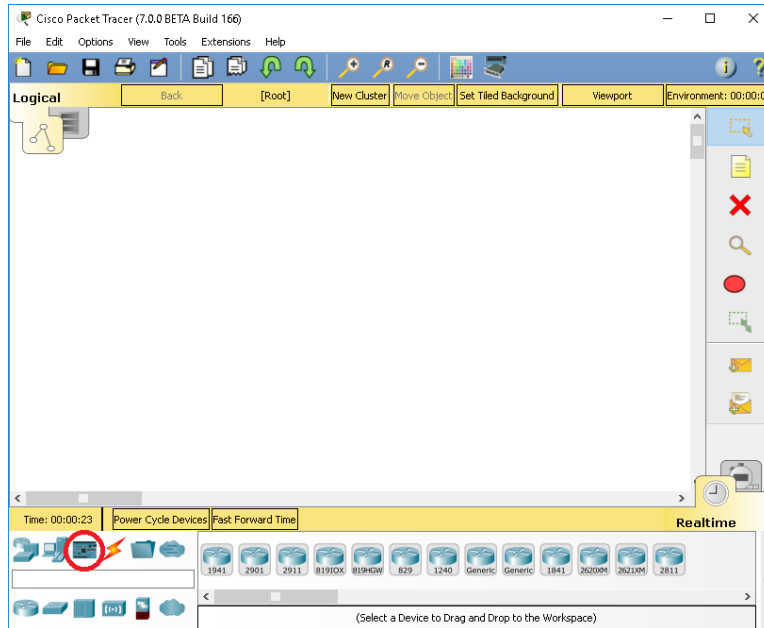 Cisco Packet Tracer (7.0.0 BETA Build 166)
File Edit Options View Tools Extensions Help
Logical Back [Root] New Cluster Move Object Set Tiled Background Viewport Environment: 00:00:0
Time: 00:00:23 Power Cycle Devices Fast Forward Time Realtime
1941 2901 2911 819IOX 819HGW 829 1240 Generic Generic 1841 2620XM 2621XM 2811
(Select a Device to Drag and Drop to the Workspace)